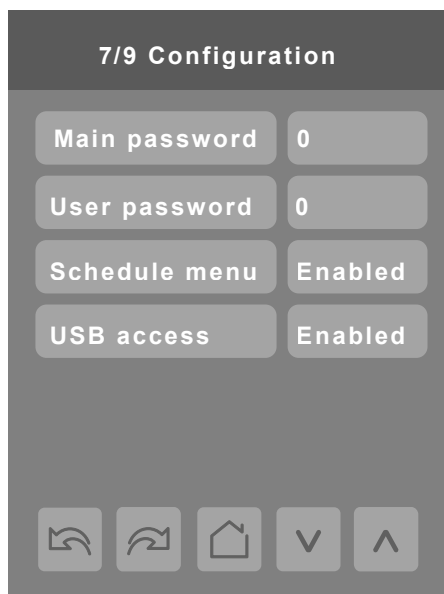 7/9 Configuration
Main password 0
User password 0
Schedule menu Enabled
USB access Enabled